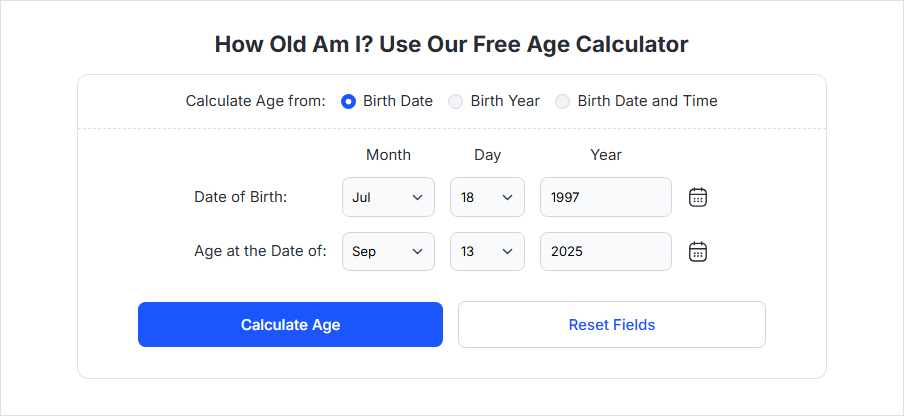 How Old Am I? Use Our Free Age Calculator
Calculate Age from: Birth Date Birth Year Birth Date and Time
Month Day Year
Date of Birth: Jul 18 1997
Age at the Date of: Sep 13 2025
Calculate Age Reset Fields